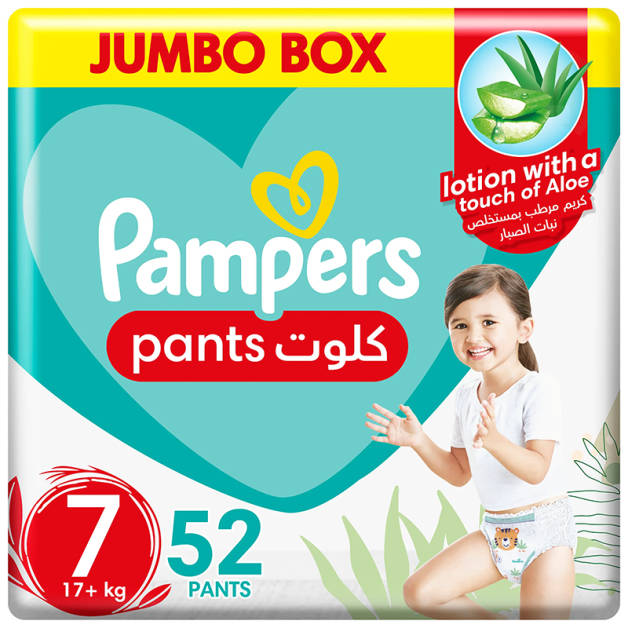 JUMBO BOX
lotion with a
touch of Aloe
كريم مرطب بمستخلص
نبات الصبار
Pampers
pants كلوت
7
17+ kg
52
PANTS